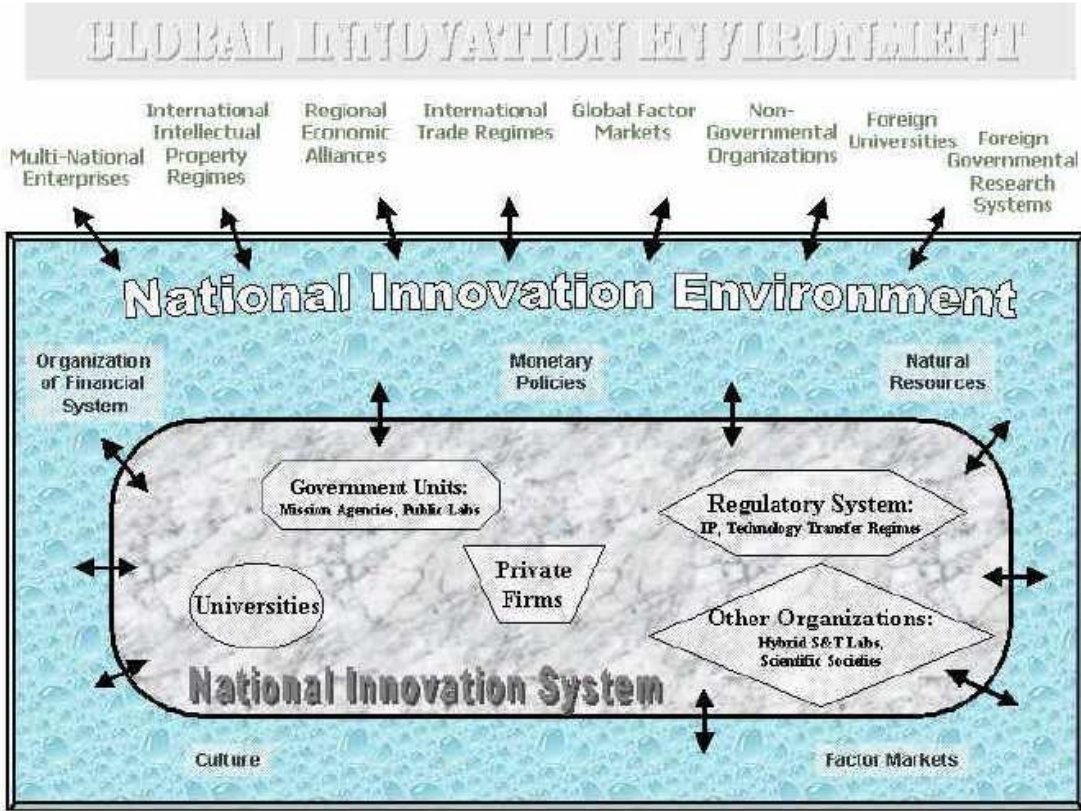 GLOBAL INNOVATION ENVIRONMENT
Multi-National
Enterprises
International
Intellectual
Property
Regimes
Regional
Economic
Alliances
International
Trade Regimes
Global Factor
Markets
Non-
Governmental
Organizations
Foreign
Universities
Foreign
Governmental
Research
Systems
National Innovation Environment
Organization
of Financial
System
Monetary
Policies
Natural
Resources
Government Units:
Mission Agencies, Public Labs
Regulatory System:
IP, Technology Transfer Regimes
Private
Firms
Universities
Other Organizations:
Hybrid S&T Labs,
Scientific Societies
National Innovation System
Culture
Factor Markets